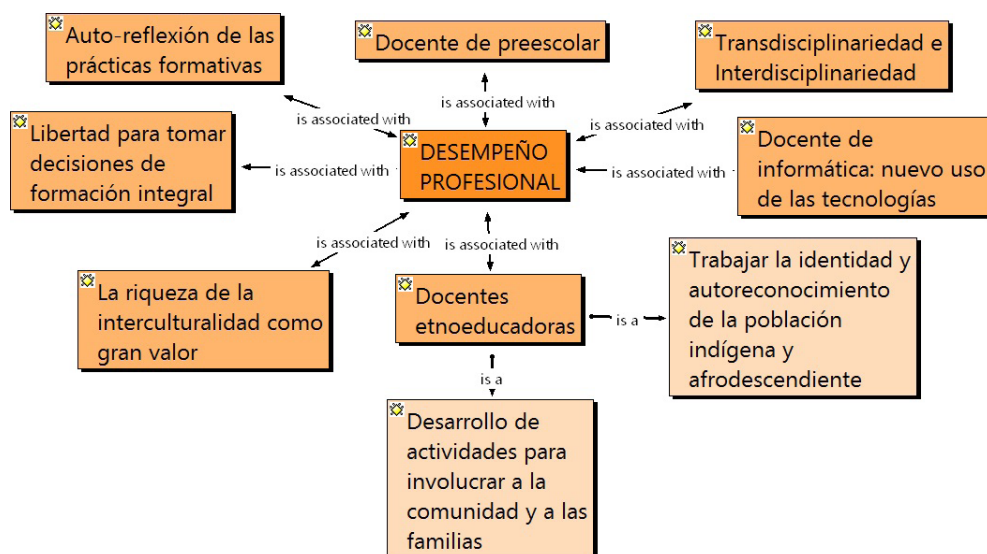 Auto-reflexión de las
prácticas formativas
Docente de preescolar
Transdisciplinariedad e
Interdisciplinariedad
is associated with
is associated with
is associated with
Libertad para tomar
decisiones de
formación integral
is associated with
DESEMPEÑO
PROFESIONAL
is associated with
Docente de
informática: nuevo uso
de las tecnologías
is associated with
is associated with
La riqueza de la
interculturalidad como
gran valor
Docentes
etnoeducadoras
is a
Trabajar la identidad y
autoreconocimiento
de la población
indígena y
afrodescendiente
is a
Desarrollo de
actividades para
involucrar a la
comunidad y a las
familias